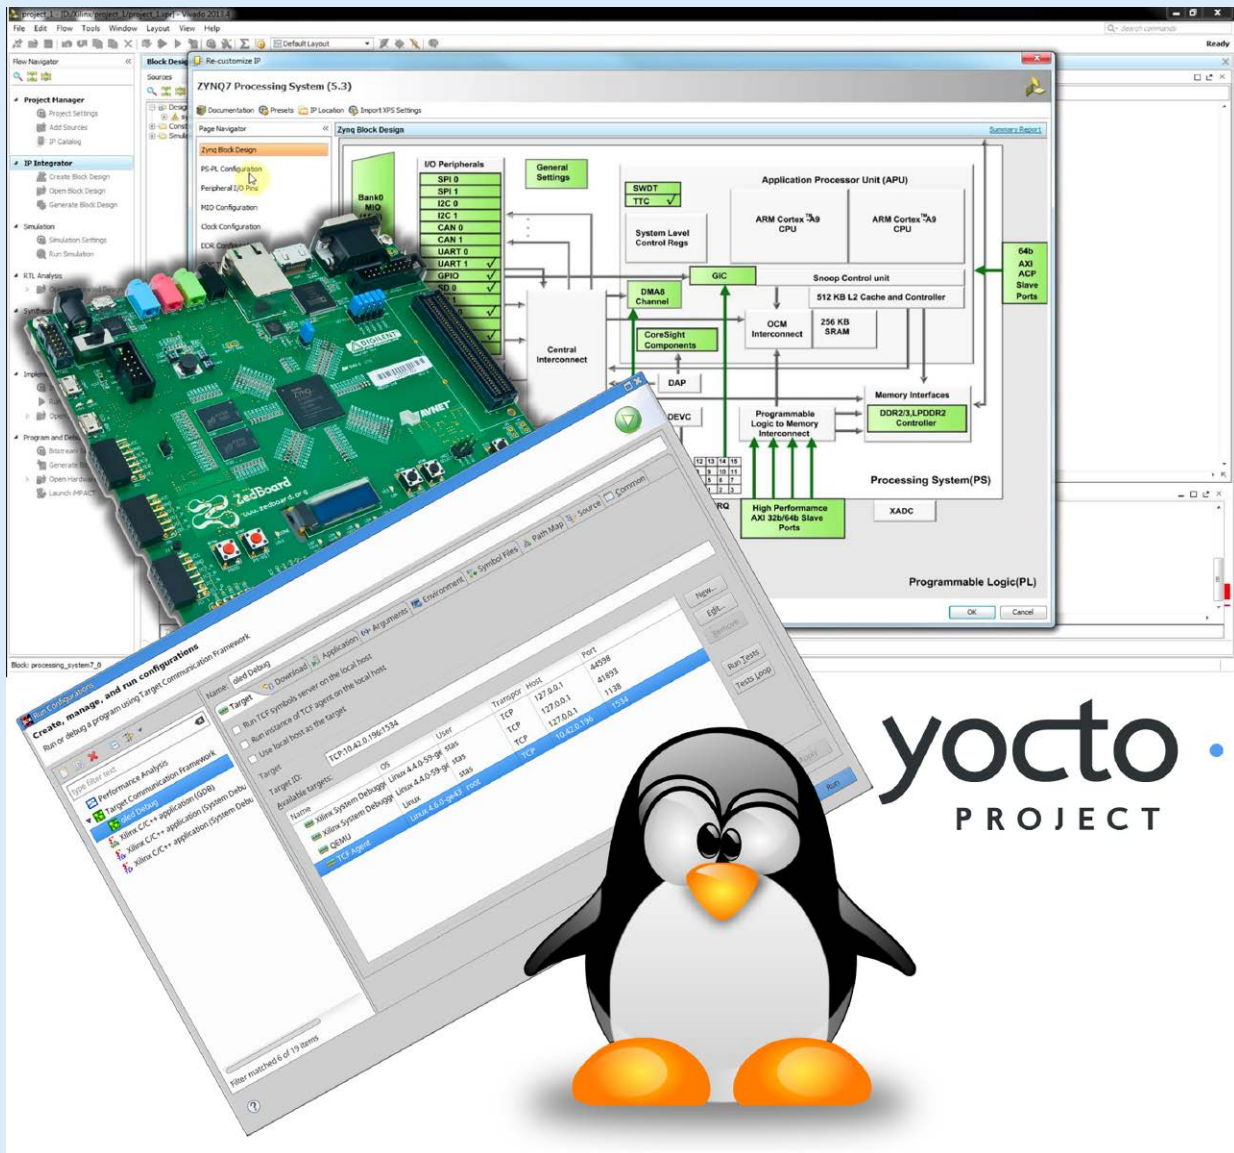 project_1 - [D:/Xilinx/project_1/project_1.xpr] - Vivado 2013.4
File Edit Flow Tools Window Layout View Help
Q- Search commands
Default Layout
Ready
Flow Navigator
Project Manager
Project Settings
Add Sources
IP Catalog
IP Integrator
Create Block Design
Open Block Design
Generate Block Design
Simulation
Simulation Settings
Run Simulation
RTL Analysis
Program and Debug
Launch iMPACT
Block: processing_system7_0
Sources
Re-customize IP
ZYNQ7 Processing System (5.3)
Documentation Presets IP Location Import XPS Settings
Page Navigator
Zynq Block Design
PS-PL Configuration
Peripheral I/O Pins
MIO Configuration
Clock Configuration
Zynq Block Design
Summary Report
I/O Peripherals
SPI 0
SPI 1
I2C 0
I2C 1
CAN 0
CAN 1
UART 0
UART 1
GPIO
SD 0
Bank0
MIO
General
Settings
Application Processor Unit (APU)
SWDT
TTC
System Level
Control Regs
ARM Cortex™-A9
CPU
ARM Cortex™-A9
CPU
GIC
Snoop Control unit
DMA8
Channel
512 KB L2 Cache and Controller
OCM
Interconnect
256 KB
SRAM
CoreSight
Components
Central
Interconnect
DAP
DEVC
Programmable
Logic to Memory
Interconnect
Memory Interfaces
DDR2/3,LPDDR2
Controller
64b
AXI
ACP
Slave
Ports
Processing System(PS)
High Performamce
AXI 32b/64b Slave
Ports
XADC
Programmable Logic(PL)
OK Cancel
DIGILENT
ZYNQ
AVNET
ZedBoard
www.zedboard.org
Run Configurations
Create, manage, and run configurations
Run or debug a program using Target Communication Framework
type filter text
Performance Analysis
Target Communication Framework
oled Debug
Xilinx C/C++ application (GDB)
Xilinx C/C++ application (System Debu
Xilinx C/C++ application (System Debu
Filter matched 6 of 19 items
Name: oled Debug
Target Download Application Arguments Environment Symbol Files Path Map Source Common
Run TCF symbols server on the local host
Run instance of TCF agent on the local host
Use local host as the target
Target
Target ID: TCP:10.42.0.196:1534
Available targets:
Name OS User Transpor Host Port
Xilinx System Debugge Linux 4.4.0-59-ge stas TCP 127.0.0.1 44598
Xilinx System Debugge Linux 4.4.0-59-ge stas TCP 127.0.0.1 41893
QEMU Linux stas TCP 127.0.0.1 1138
TCF Agent Linux 4.6.0-ge43 root TCP 10.42.0.196 1534
New...
Edit...
Remove
Run Tests
Tests Loop
Apply
Run
yocto
PROJECT